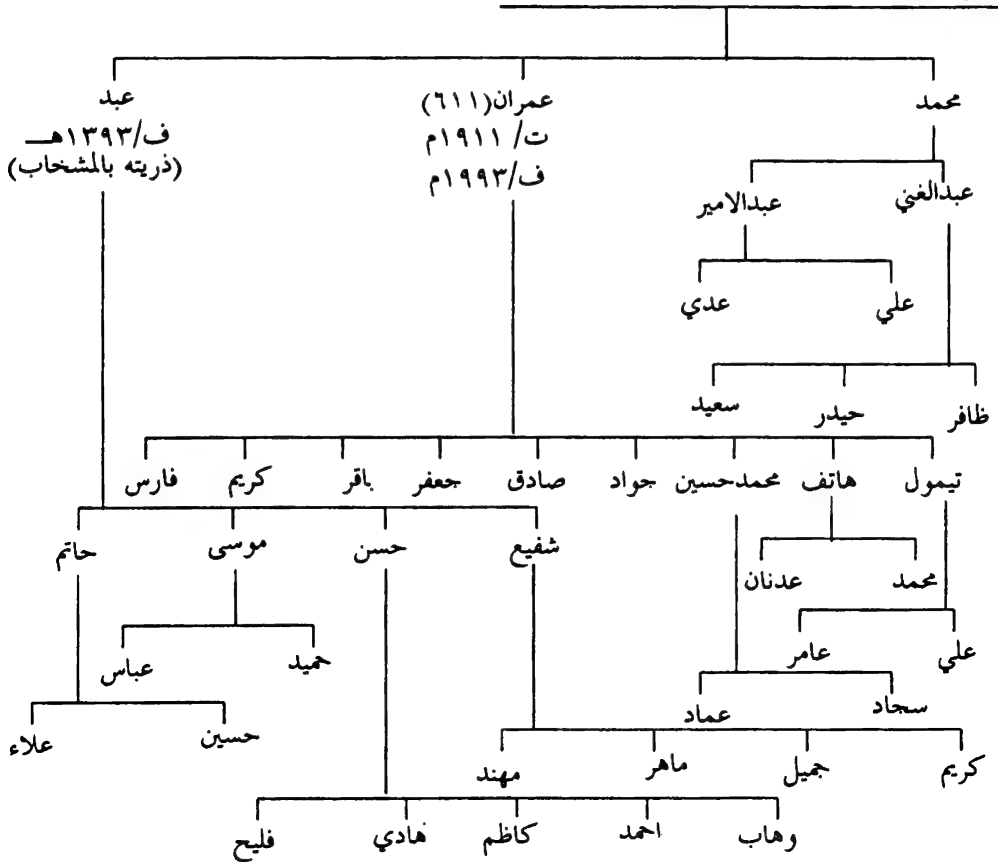 محمد عمران(٦١١) عبد
ت/ ١٩١١م ف/١٣٩٣هـ
ف/١٩٩٣م (ذريته بالمشخاب)
عبدالغني عبدالامير
علي عدي
ظافر حيدر سعيد
تيمول هاتف محمدحسين جواد صادق جعفر باقر كريم فارس
شفيع حسن موسى حاتم
محمد عدنان
علي عامر
حميد عباس
سجاد عماد
حسين علاء
كريم جميل ماهر مهند
وهاب احمد كاظم هادي فليح